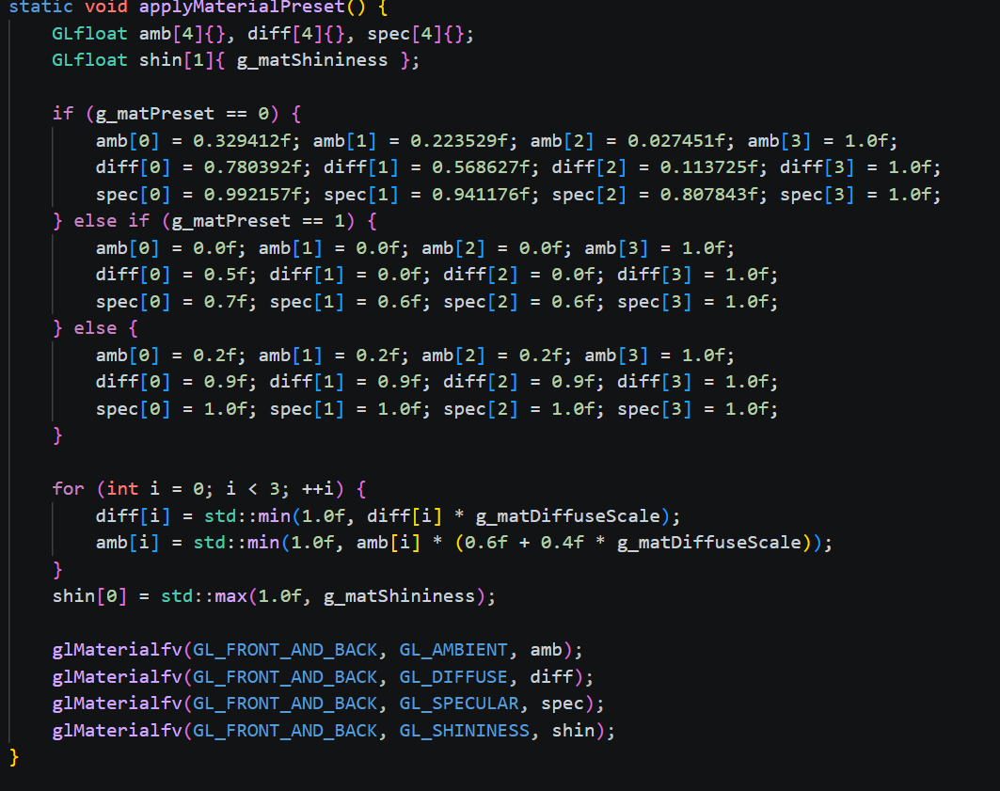 static void applyMaterialPreset() {
    GLfloat amb[4]{}, diff[4]{}, spec[4]{};
    GLfloat shin[1]{ g_matShininess };

    if (g_matPreset == 0) {
        amb[0] = 0.329412f; amb[1] = 0.223529f; amb[2] = 0.027451f; amb[3] = 1.0f;
        diff[0] = 0.780392f; diff[1] = 0.568627f; diff[2] = 0.113725f; diff[3] = 1.0f;
        spec[0] = 0.992157f; spec[1] = 0.941176f; spec[2] = 0.807843f; spec[3] = 1.0f;
    } else if (g_matPreset == 1) {
        amb[0] = 0.0f; amb[1] = 0.0f; amb[2] = 0.0f; amb[3] = 1.0f;
        diff[0] = 0.5f; diff[1] = 0.0f; diff[2] = 0.0f; diff[3] = 1.0f;
        spec[0] = 0.7f; spec[1] = 0.6f; spec[2] = 0.6f; spec[3] = 1.0f;
    } else {
        amb[0] = 0.2f; amb[1] = 0.2f; amb[2] = 0.2f; amb[3] = 1.0f;
        diff[0] = 0.9f; diff[1] = 0.9f; diff[2] = 0.9f; diff[3] = 1.0f;
        spec[0] = 1.0f; spec[1] = 1.0f; spec[2] = 1.0f; spec[3] = 1.0f;
    }

    for (int i = 0; i < 3; ++i) {
        diff[i] = std::min(1.0f, diff[i] * g_matDiffuseScale);
        amb[i] = std::min(1.0f, amb[i] * (0.6f + 0.4f * g_matDiffuseScale));
    }
    shin[0] = std::max(1.0f, g_matShininess);

    glMaterialfv(GL_FRONT_AND_BACK, GL_AMBIENT, amb);
    glMaterialfv(GL_FRONT_AND_BACK, GL_DIFFUSE, diff);
    glMaterialfv(GL_FRONT_AND_BACK, GL_SPECULAR, spec);
    glMaterialfv(GL_FRONT_AND_BACK, GL_SHININESS, shin);
}